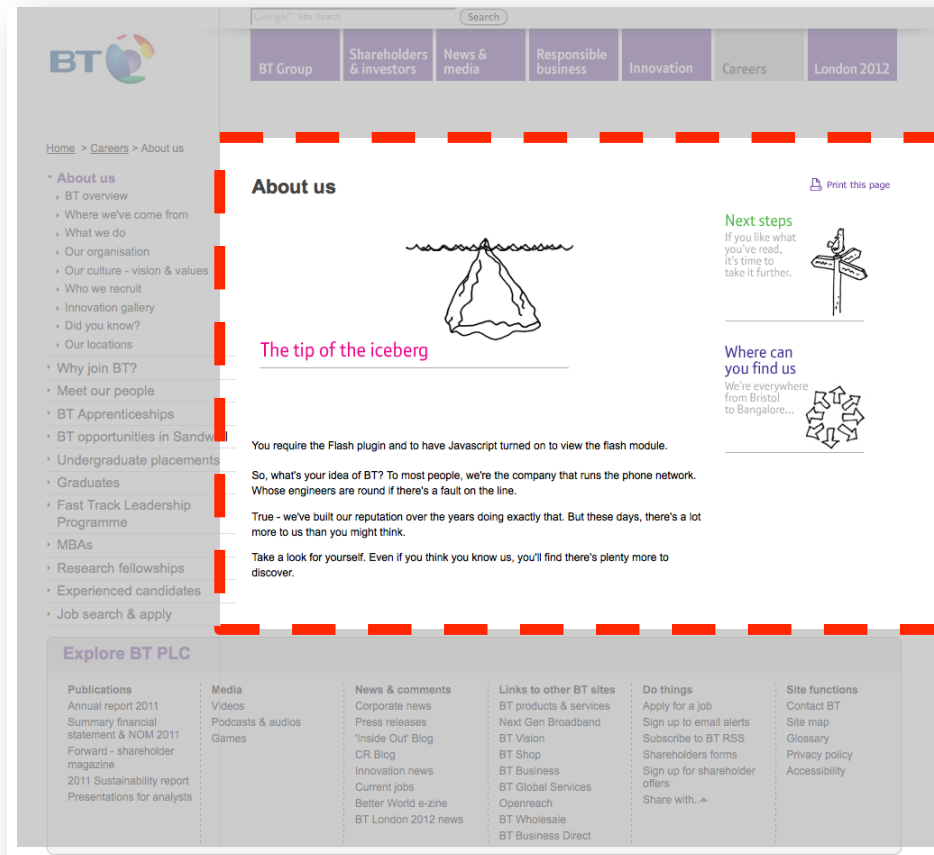 Google™ Site Search
Search
BT
BT Group
Shareholders
& investors
News &
media
Responsible
business
Innovation
Careers
London 2012
Home > Careers > About us
About us
BT overview
Where we've come from
What we do
Our organisation
Our culture - vision & values
Who we recruit
Innovation gallery
Did you know?
Our locations
Why join BT?
Meet our people
BT Apprenticeships
BT opportunities in Sandwell
Undergraduate placements
Graduates
Fast Track Leadership
Programme
MBAs
Research fellowships
Experienced candidates
Job search & apply
About us
Print this page
The tip of the iceberg
You require the Flash plugin and to have Javascript turned on to view the flash module.
So, what's your idea of BT? To most people, we're the company that runs the phone network.
Whose engineers are round if there's a fault on the line.
True - we've built our reputation over the years doing exactly that. But these days, there's a lot
more to us than you might think.
Take a look for yourself. Even if you think you know us, you'll find there's plenty more to
discover.
Next steps
If you like what
you've read,
it's time to
take it further.
Where can
you find us
We're everywhere
from Bristol
to Bangalore...
Explore BT PLC
Publications
Annual report 2011
Summary financial
statement & NOM 2011
Forward - shareholder
magazine
2011 Sustainability report
Presentations for analysts
Media
Videos
Podcasts & audios
Games
News & comments
Corporate news
Press releases
'Inside Out' Blog
CR Blog
Innovation news
Current jobs
Better World e-zine
BT London 2012 news
Links to other BT sites
BT products & services
Next Gen Broadband
BT Vision
BT Shop
BT Business
BT Global Services
Openreach
BT Wholesale
BT Business Direct
Do things
Apply for a job
Sign up to email alerts
Subscribe to BT RSS
Shareholders forms
Sign up for shareholder
offers
Share with..
Site functions
Contact BT
Site map
Glossary
Privacy policy
Accessibility